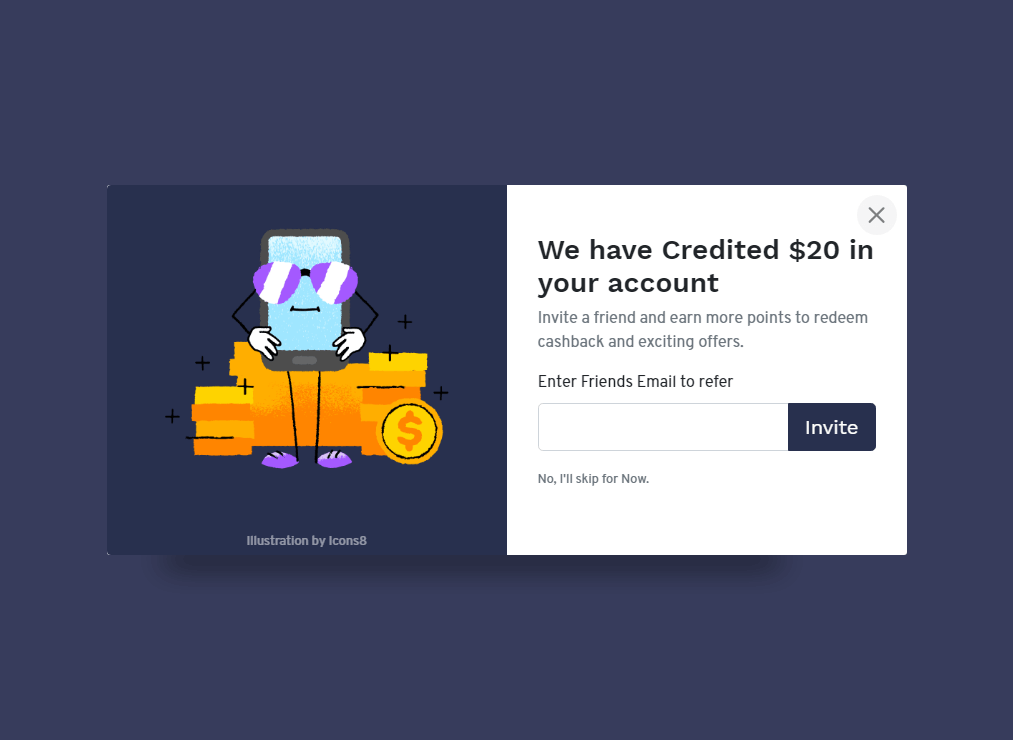 We have Credited $20 in
your account
Invite a friend and earn more points to redeem
cashback and exciting offers.
Enter Friends Email to refer
Invite
No, I'll skip for Now.
$
Illustration by Icons8